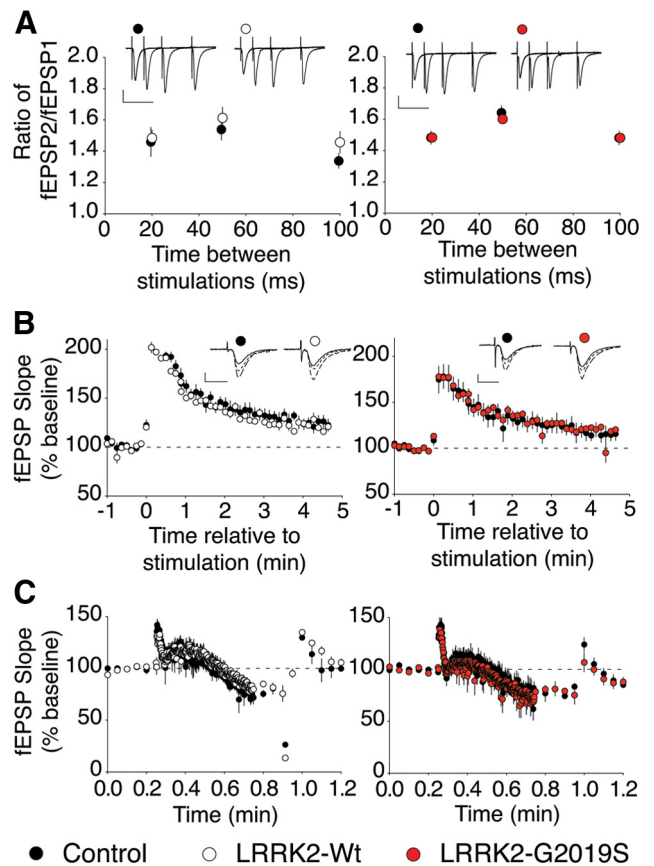 A
Ratio of
fEPSP2/fEPSP1
2.0
1.8
1.6
1.4
1.2
1.0
0 20 40 60 80 100
Time between
stimulations (ms)
2.0
1.8
1.6
1.4
1.2
1.0
20 40 60 80 100
Time between
stimulations (ms)
B
fEPSP Slope
(% baseline)
200
150
100
50
-1 0 1 2 3 4 5
Time relative to
stimulation (min)
200
150
100
50
-1 0 1 2 3 4 5
Time relative to
stimulation (min)
C
fEPSP Slope
(% baseline)
150
100
50
0
0.0 0.2 0.4 0.6 0.8 1.0 1.2
Time (min)
150
100
50
0
0.0 0.2 0.4 0.6 0.8 1.0 1.2
Time (min)
Control LRRK2-Wt LRRK2-G2019S